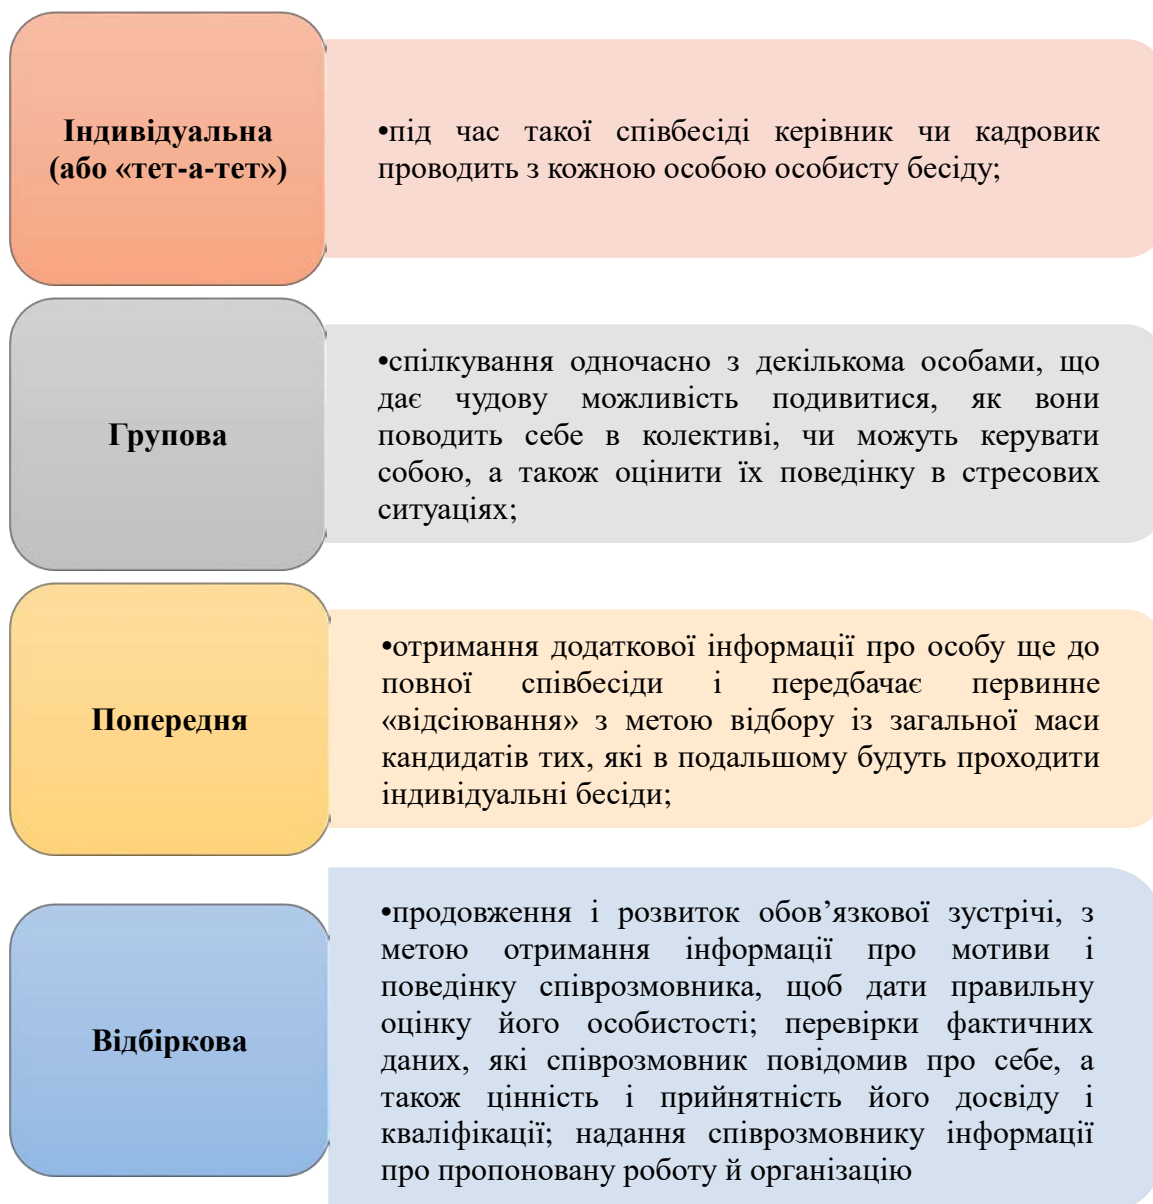 Індивідуальна
(або «тет-а-тет»)
•під час такої співбесіді керівник чи кадровик
проводить з кожною особою особисту бесіду;
Групова
•спілкування одночасно з декількома особами, що
дає чудову можливість подивитися, як вони
поводить себе в колективі, чи можуть керувати
собою, а також оцінити їх поведінку в стресових
ситуаціях;
Попередня
•отримання додаткової інформації про особу ще до
повної співбесіди і передбачає первинне
«відсіювання» з метою відбору із загальної маси
кандидатів тих, які в подальшому будуть проходити
індивідуальні бесіди;
Відбіркова
•продовження і розвиток обов’язкової зустрічі, з
метою отримання інформації про мотиви і
поведінку співрозмовника, щоб дати правильну
оцінку його особистості; перевірки фактичних
даних, які співрозмовник повідомив про себе, а
також цінність і прийнятність його досвіду і
кваліфікації; надання співрозмовнику інформації
про пропоновану роботу й організацію